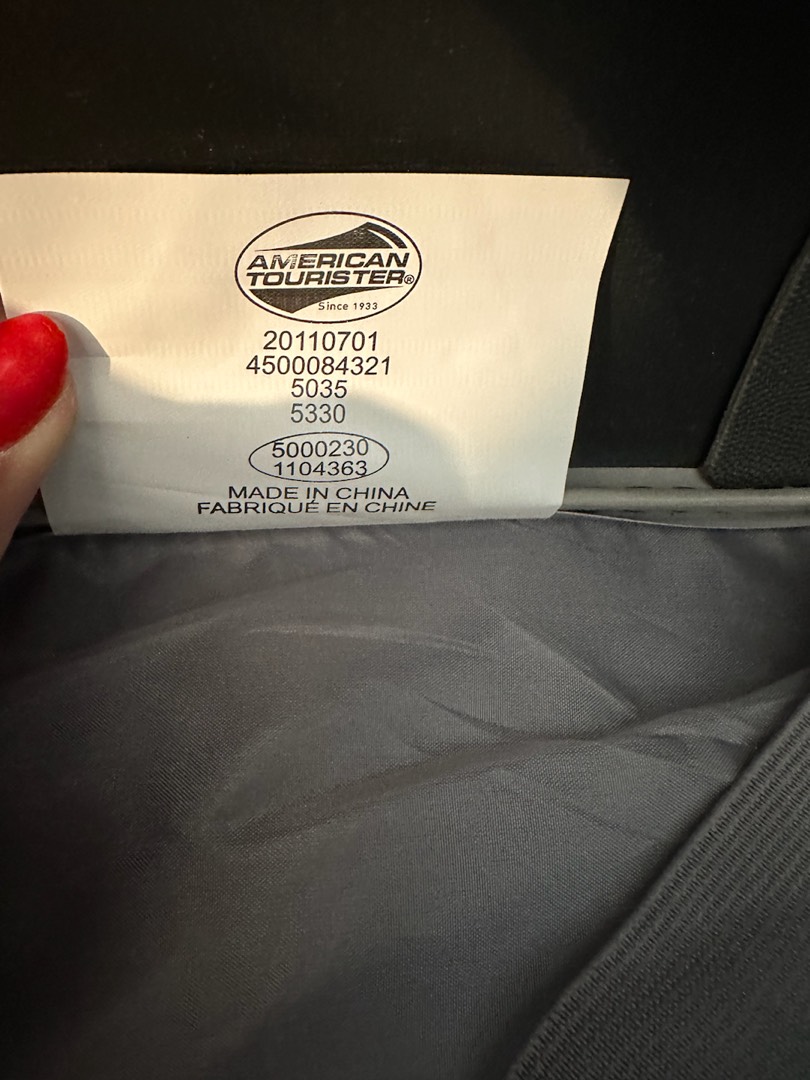 AMERICAN
TOURISTER®
Since 1933
20110701
4500084321
5035
5330
5000230
1104363
MADE IN CHINA
FABRIQUÉ EN CHINE